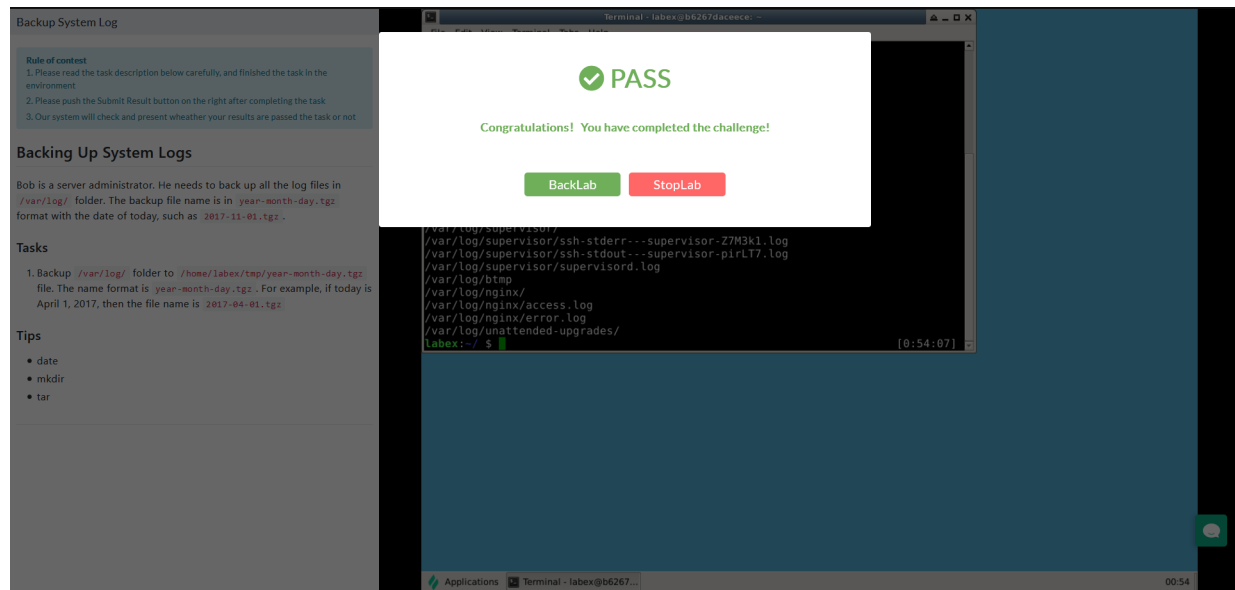 Backup System Log
Rule of contest
1. Please read the task description below carefully, and finished the task in the
environment
2. Please push the Submit Result button on the right after completing the task
3. Our system will check and present wheather your results are passed the task or not
Backing Up System Logs
Bob is a server administrator. He needs to back up all the log files in
/var/log/ folder. The backup file name is in year-month-day.tgz
format with the date of today, such as 2017-11-01.tgz .
Tasks
1. Backup /var/log/ folder to /home/labex/tmp/year-month-day.tgz
file. The name format is year-month-day.tgz . For example, if today is
April 1, 2017, then the file name is 2017-04-01.tgz
Tips
• date
• mkdir
• tar
Terminal - labex@b6267daceece: ~
File Edit View Terminal Tabs Help
PASS
Congratulations! You have completed the challenge!
BackLab StopLab
/var/log/supervisor/
/var/log/supervisor/ssh-stderr---supervisor-Z7M3k1.log
/var/log/supervisor/ssh-stdout---supervisor-pirLT7.log
/var/log/supervisor/supervisord.log
/var/log/btmp
/var/log/nginx/
/var/log/nginx/access.log
/var/log/nginx/error.log
/var/log/unattended-upgrades/
labex:~/ $ [0:54:07]
Applications Terminal - labex@b6267... 00:54